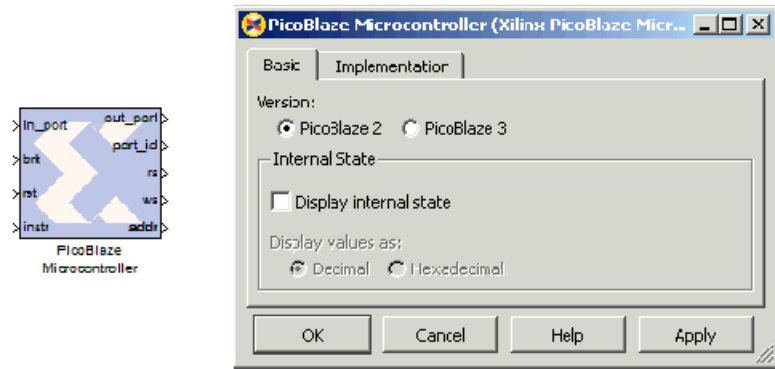 in_port
brk
rst
instr
out_port
port_id
rs
ws
addr
PicoBlaze
Microcontroller
PicoBlaze Microcontroller (Xilinx PicoBlaze Micr...
Basic Implementation
Version:
PicoBlaze 2 PicoBlaze 3
Internal State
Display internal state
Display values as:
Decimal Hexedecimal
OK Cancel Help Apply